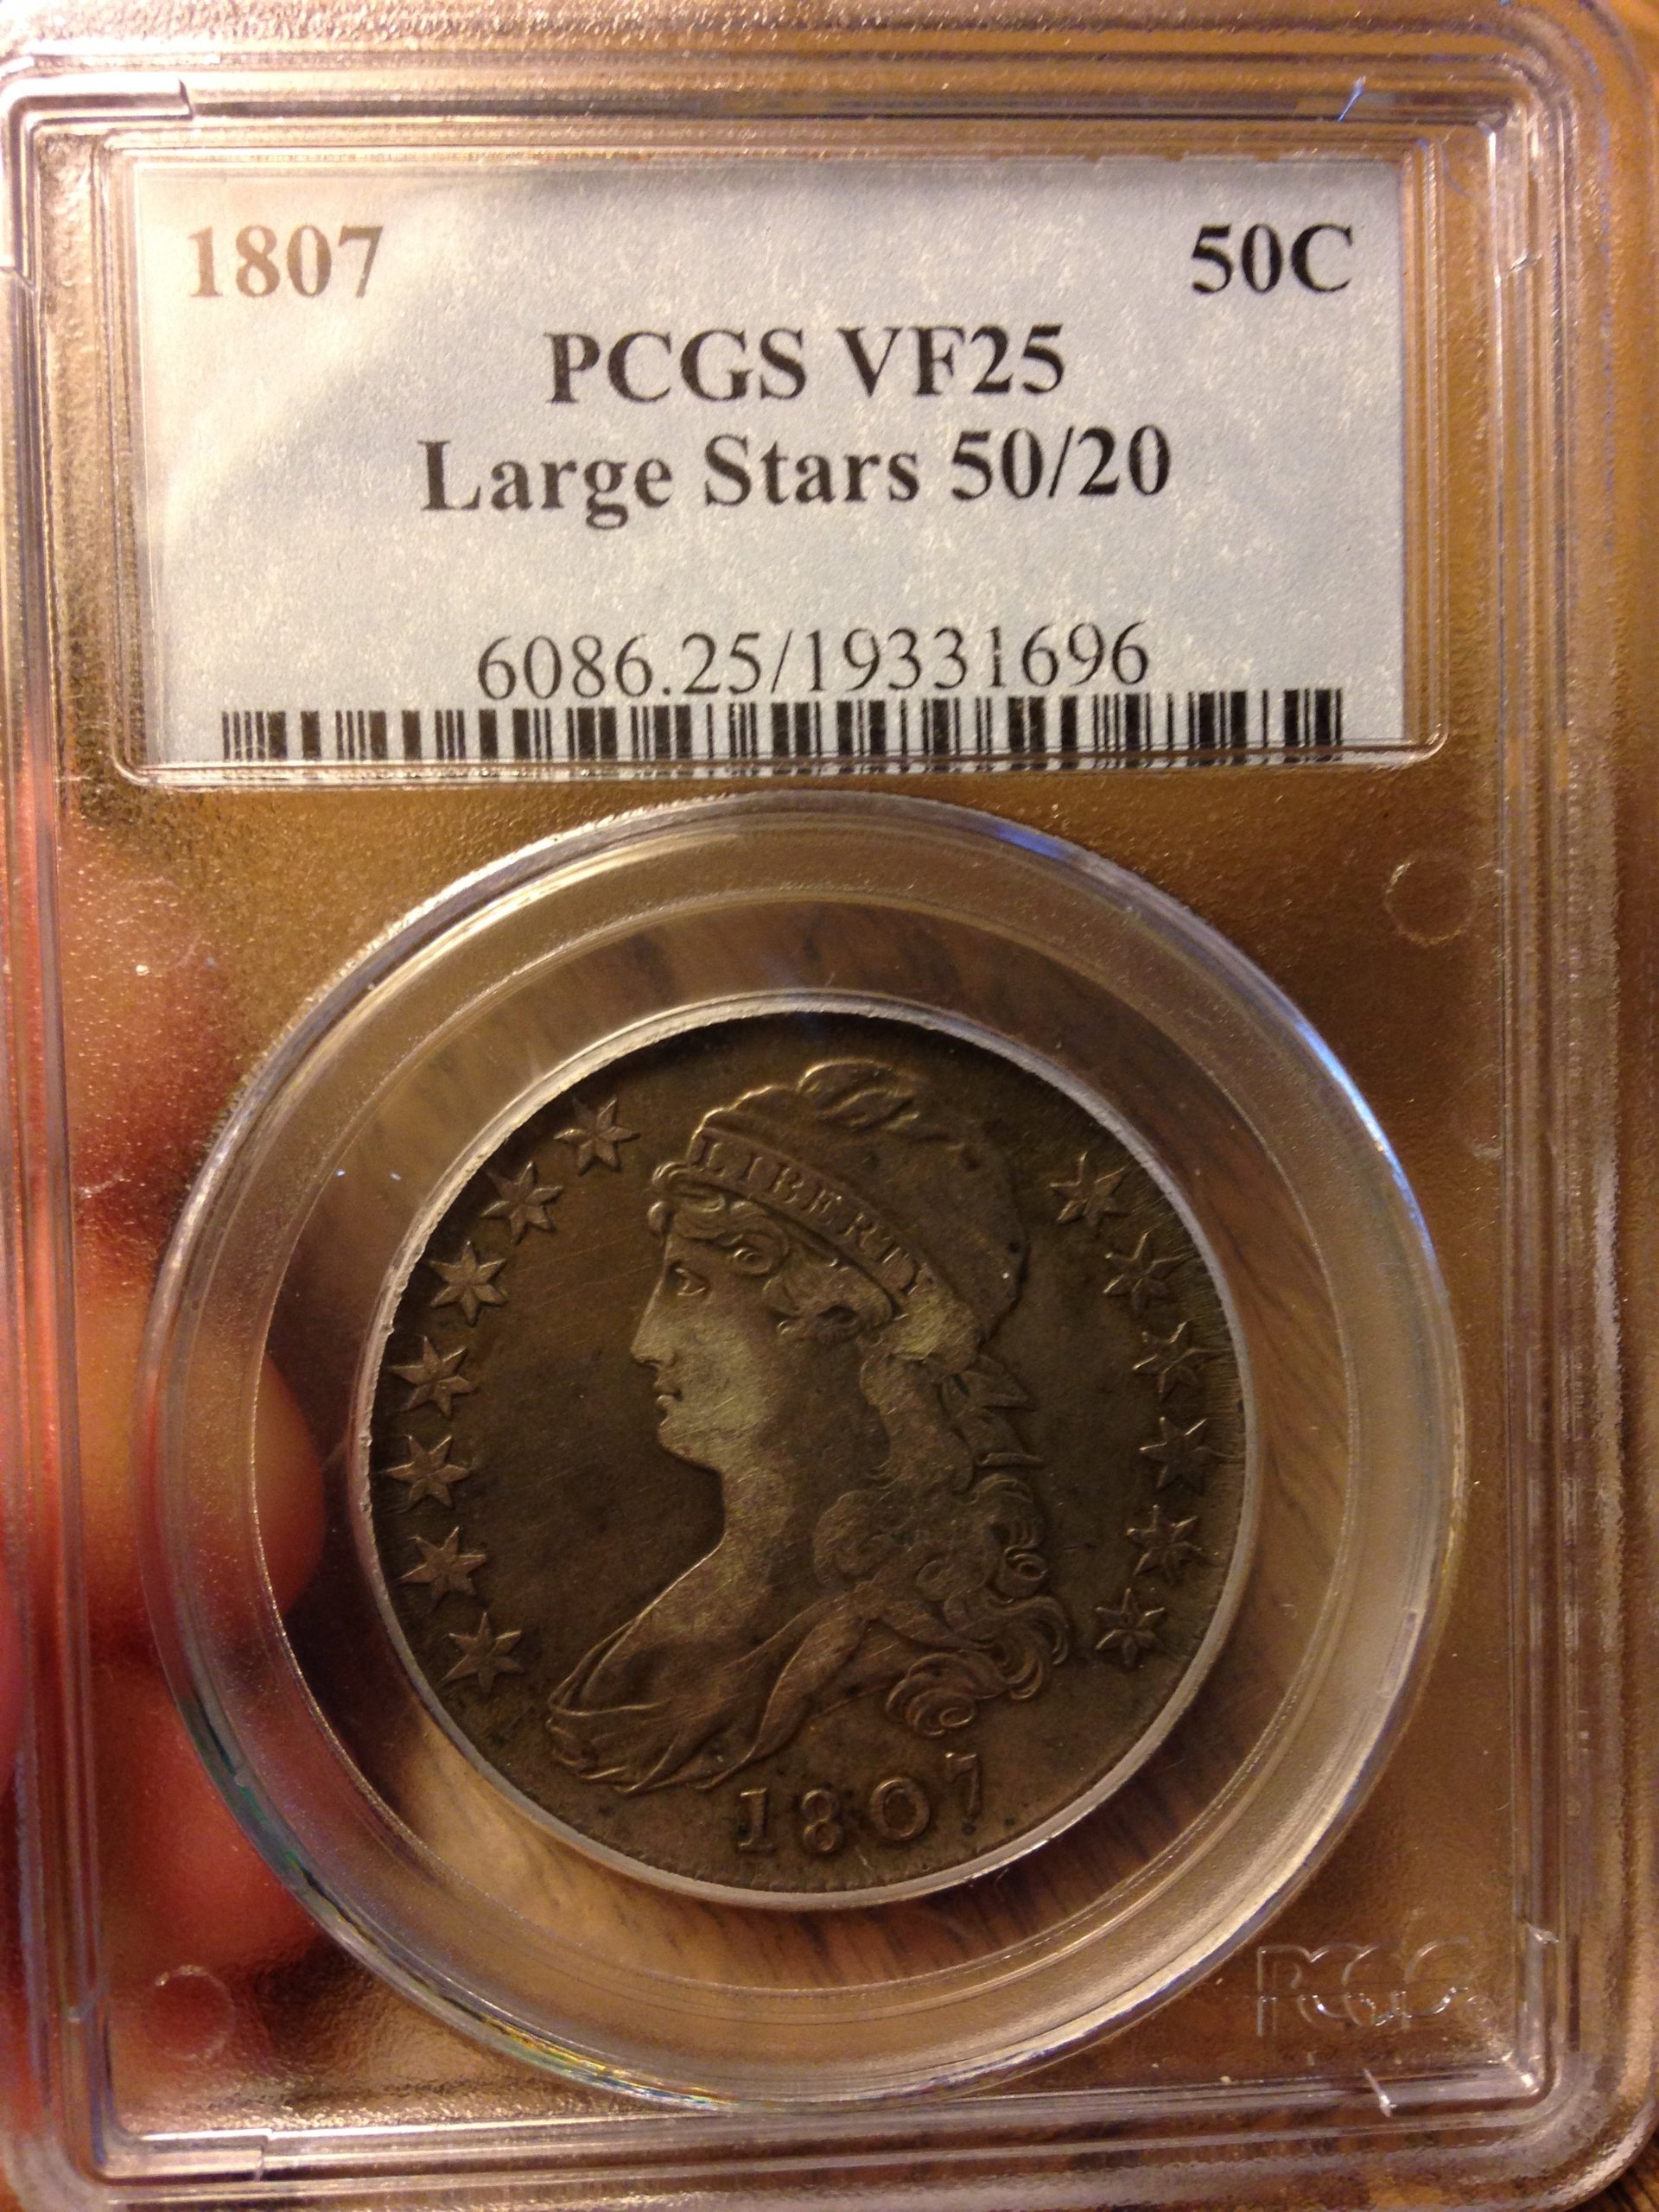 1807 50C
PCGS VF25
Large Stars 50/20
6086.25/19331696
LIBERTY
1807
PCGS